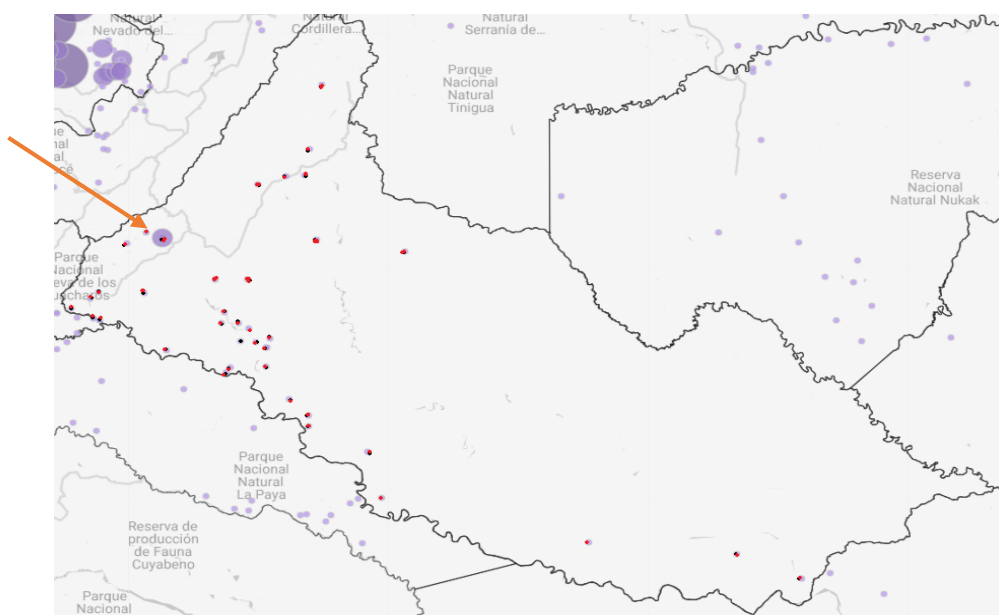 Natural
Nevado del...
Natural
Cordillera...
Natural
Serranía de...
Parque
Nacional
Natural
Tinigua
Reserva
Nacional
Natural Nukak
Parque
Nacional
Parque
Nacional
Natural
La Paya
Reserva de
producción
de Fauna
Cuyabeno
Parque
Nacional